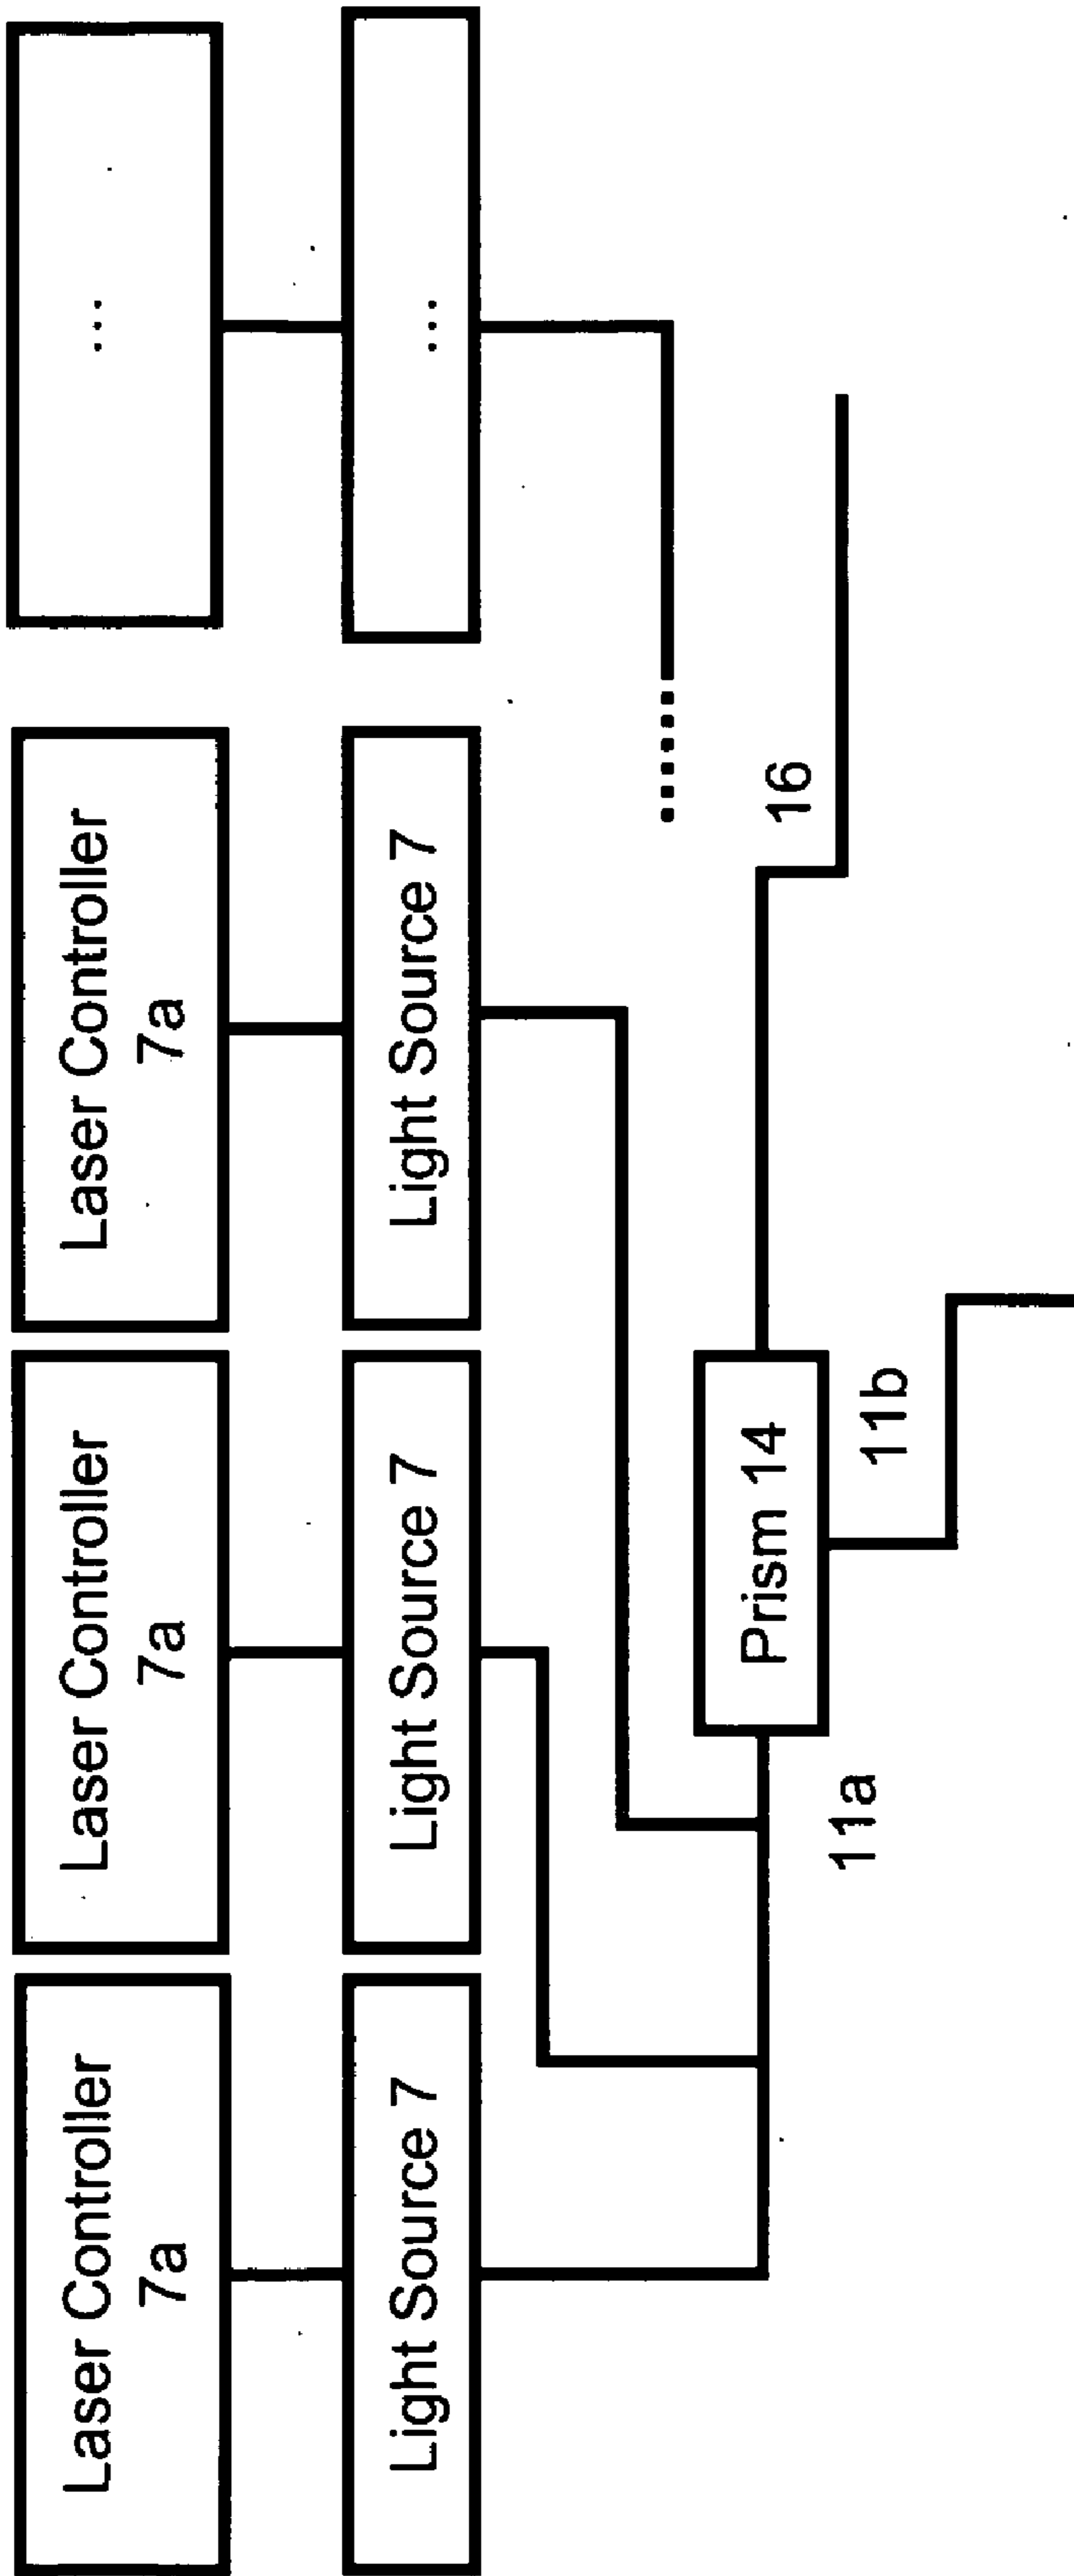 Laser Controller
7a
Laser Controller
7a
Laser Controller
7a
...
Light Source 7
Light Source 7
Light Source 7
...
Prism 14
16
11a
11b